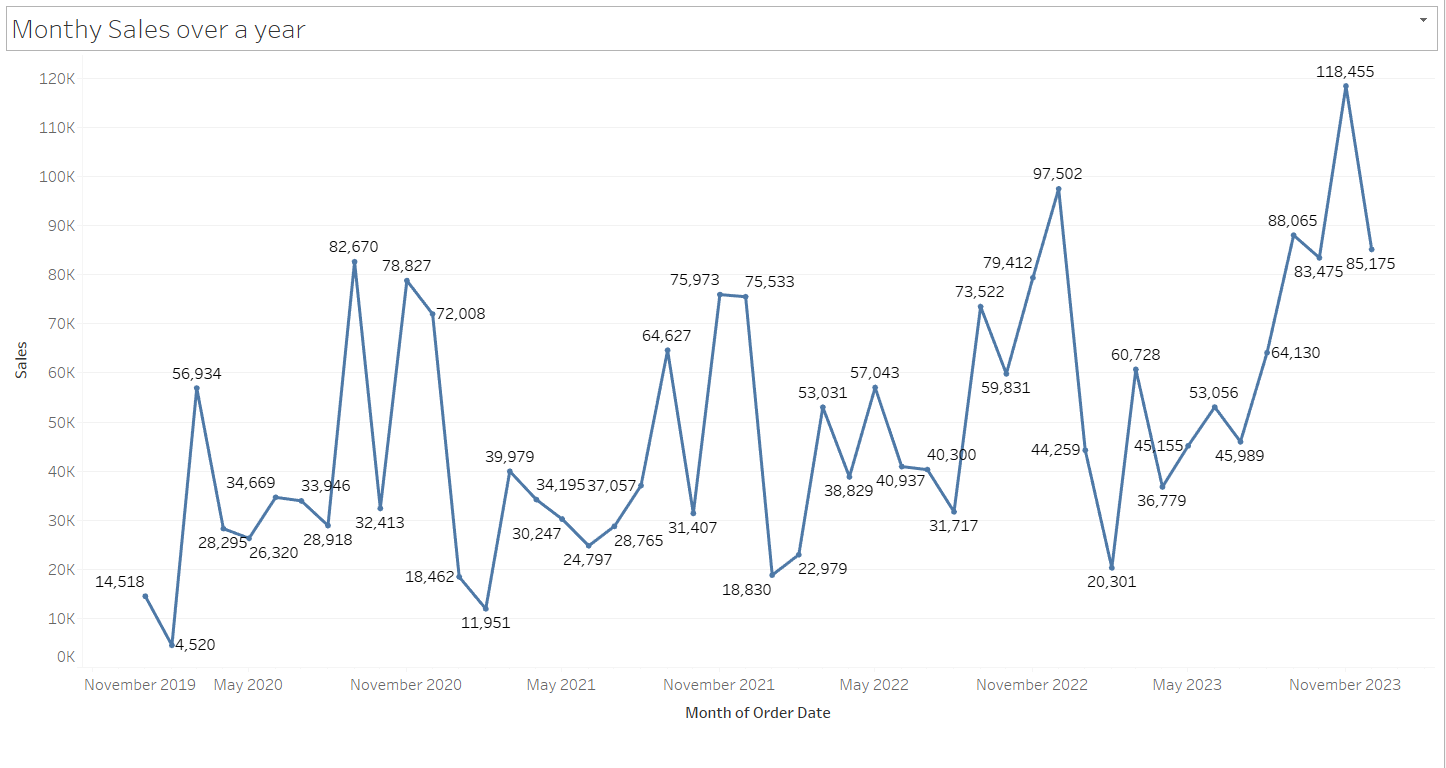 Monthy Sales over a year
118,455
120K
110K
100K
97,502
90K
88,065
82,670
78,827
79,412
83,475
85,175
80K
75,973
75,533
73,522
72,008
70K
64,627
64,130
60,728
Sales
60K
59,831
56,934
57,043
53,031
53,056
50K
44,259
45,155
45,989
40,300
39,979
40K
40,937
38,829
36,779
34,669
33,946
34,195
37,057
31,717
31,407
32,413
30,247
30K
28,295
26,320
28,918
28,765
24,797
22,979
20K
20,301
18,462
18,830
14,518
11,951
10K
4,520
0K
November 2019
May 2020
November 2020
May 2021
November 2021
May 2022
November 2022
May 2023
November 2023
Month of Order Date